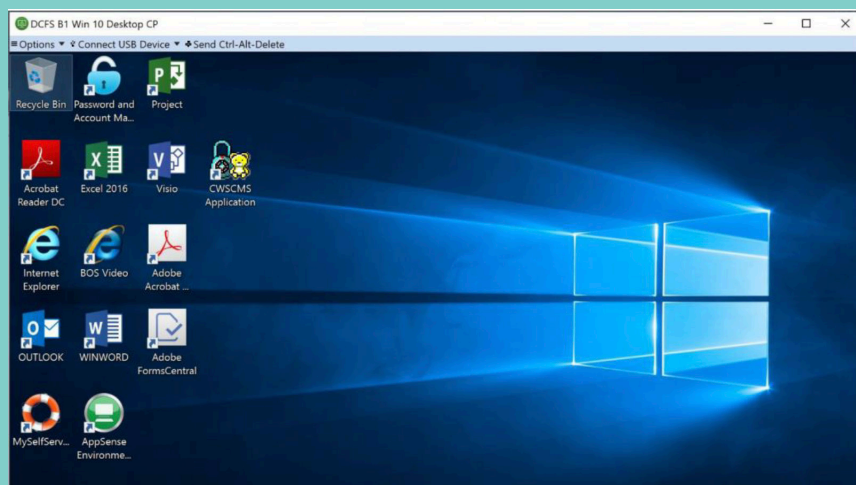 DCFS B1 Win 10 Desktop CP
Options Connect USB Device Send Ctrl-Alt-Delete
Recycle Bin
Password and
Account Ma...
Project
Acrobat
Reader DC
Excel 2016
Visio
CWSCMS
Application
Internet
Explorer
BOS Video
Adobe
Acrobat ...
OUTLOOK
WINWORD
Adobe
FormsCentral
MySelfServ...
AppSense
Environme...